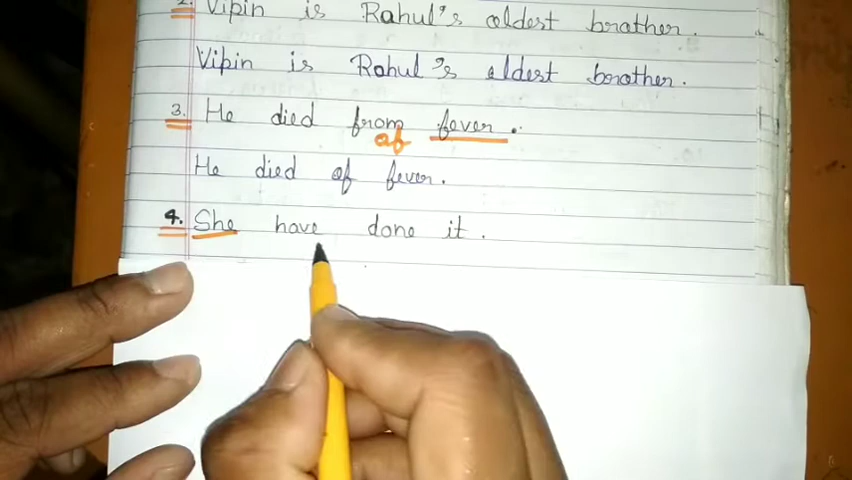 2. Vipin is Rahul's oldest brother.
Vipin is Rahul's eldest brother.
3. He died from fever.
of
He died of fever.
4. She have done it.